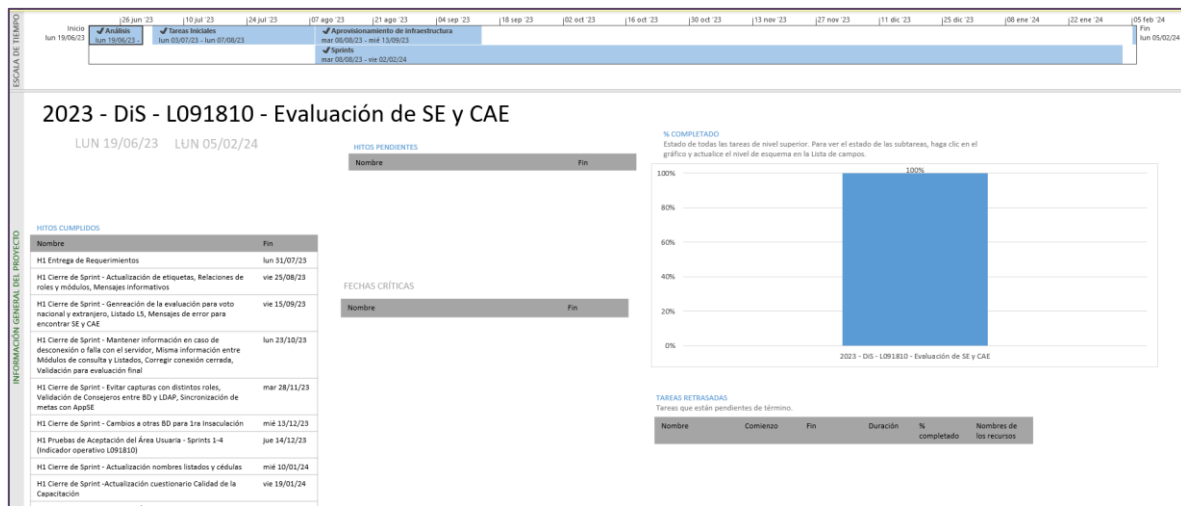 ESCALA DE TIEMPO
Inicio
lun 19/06/23
26 jun '23
10 jul '23
24 jul '23
07 ago '23
21 ago '23
04 sep '23
18 sep '23
02 oct '23
16 oct '23
30 oct '23
13 nov '23
27 nov '23
11 dic '23
25 dic '23
08 ene '24
22 ene '24
05 feb '24
Análisis
lun 19/06/23 -
Tareas Iniciales
lun 03/07/23 - lun 07/08/23
Aprovisionamiento de infraestructura
mar 08/08/23 - mié 13/09/23
Sprints
mar 08/08/23 - vie 02/02/24
Fin
lun 05/02/24
INFORMACIÓN GENERAL DEL PROYECTO
2023 - DiS - L091810 - Evaluación de SE y CAE
LUN 19/06/23 LUN 05/02/24
HITOS CUMPLIDOS
Nombre Fin
H1 Entrega de Requerimientos lun 31/07/23
H1 Cierre de Sprint - Actualización de etiquetas, Relaciones de vie 25/08/23
roles y módulos, Mensajes informativos
H1 Cierre de Sprint - Genreación de la evaluación para voto vie 15/09/23
nacional y extranjero, Listado L5, Mensajes de error para
encontrar SE y CAE
H1 Cierre de Sprint - Mantener información en caso de lun 23/10/23
desconexión o falla con el servidor, Misma información entre
Módulos de consulta y Listados, Corregir conexión cerrada,
Validación para evaluación final
H1 Cierre de Sprint - Evitar capturas con distintos roles, mar 28/11/23
Validación de Consejeros entre BD y LDAP, Sincronización de
metas con AppSE
H1 Cierre de Sprint - Cambios a otras BD para 1ra Insaculación mié 13/12/23
H1 Pruebas de Aceptación del Área Usuaria - Sprints 1-4 jue 14/12/23
(Indicador operativo L091810)
H1 Cierre de Sprint - Actualización nombres listados y cédulas mié 10/01/24
H1 Cierre de Sprint -Actualización cuestionario Calidad de la vie 19/01/24
Capacitación
HITOS PENDIENTES
Nombre Fin
FECHAS CRÍTICAS
Nombre Fin
% COMPLETADO
Estado de todas las tareas de nivel superior. Para ver el estado de las subtareas, haga clic en el
gráfico y actualice el nivel de esquema en la Lista de campos.
100%
100%
80%
60%
40%
20%
0%
2023 - DiS - L091810 - Evaluación de SE y CAE
TAREAS RETRASADAS
Tareas que están pendientes de término.
Nombre Comienzo Fin Duración % Nombres de
completado los recursos